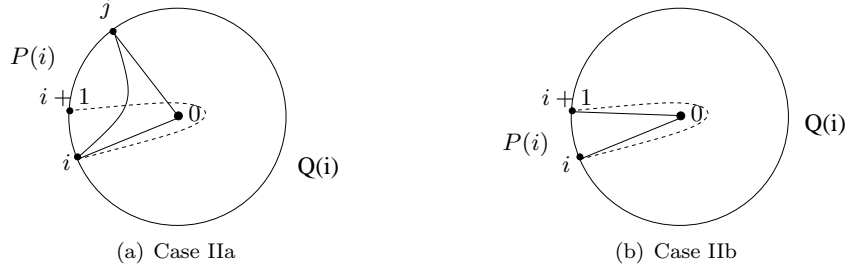 j
P(i)
i + 1
0
i
Q(i)
(a) Case IIa
i + 1
0
P(i)
i
Q(i)
(b) Case IIb